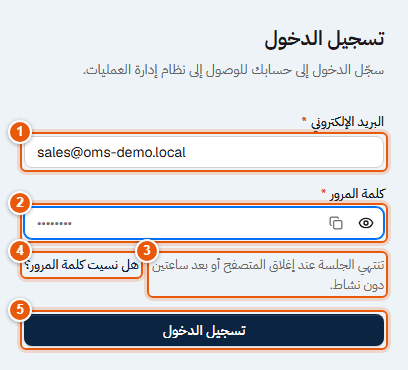 تسجيل الدخول
سجّل الدخول إلى حسابك للوصول إلى نظام إدارة العمليات.
البريد الإلكتروني *
1
sales@oms-demo.local
كلمة المرور *
2
••••••••
3
تنتهي الجلسة عند إغلاق المتصفح أو بعد ساعتين
دون نشاط.
4
هل نسيت كلمة المرور؟
5
تسجيل الدخول